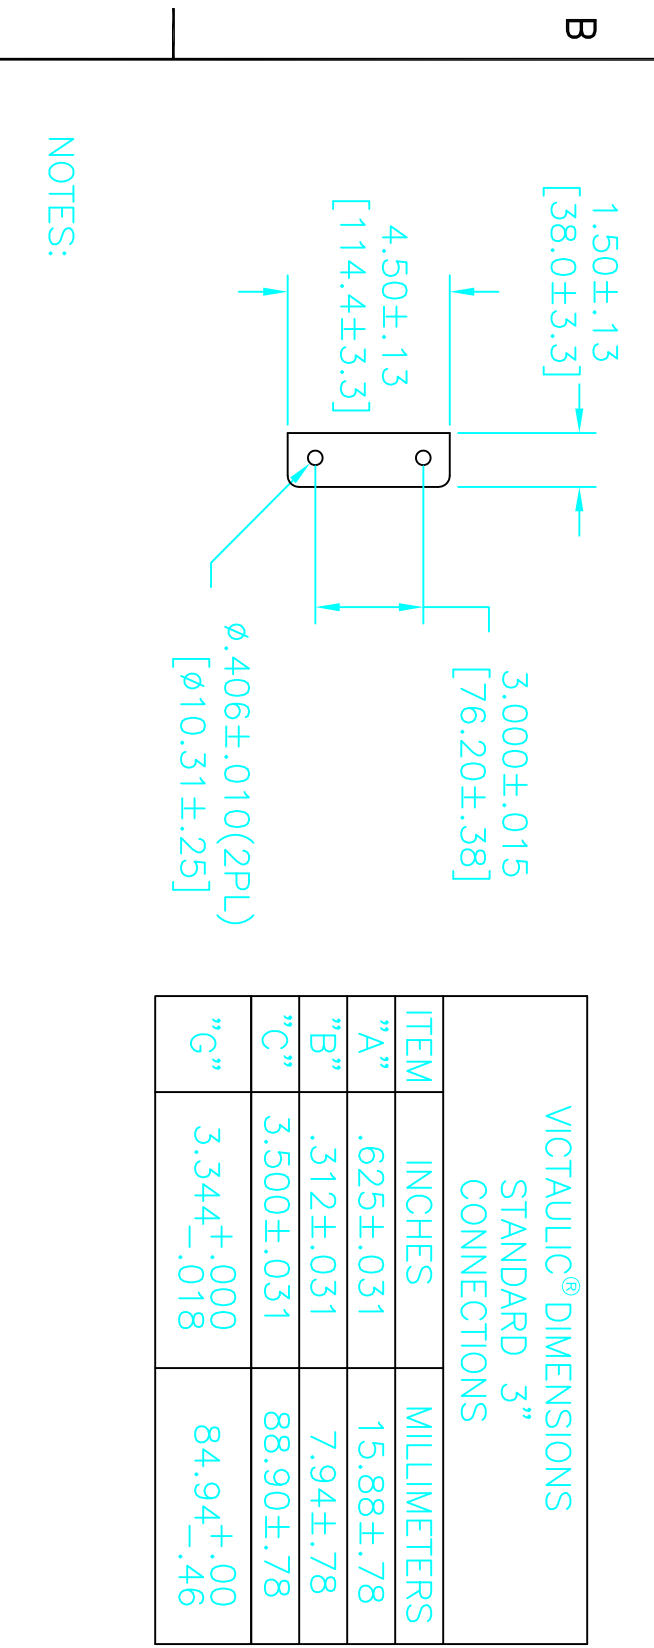 B
1.50±.13
[38.0±3.3]
4.50±.13
[114.4±3.3]
3.000±.015
[76.20±.38]
ø.406±.010(2PL)
[ø10.31±.25]
NOTES:
VICTAULIC® DIMENSIONS
STANDARD 3"
CONNECTIONS
ITEM INCHES MILLIMETERS
"A" .625±.031 15.88±.78
"B" .312±.031 7.94±.78
"C" 3.500±.031 88.90±.78
"G" 3.344+.000 -.018 84.94+.00 -.46